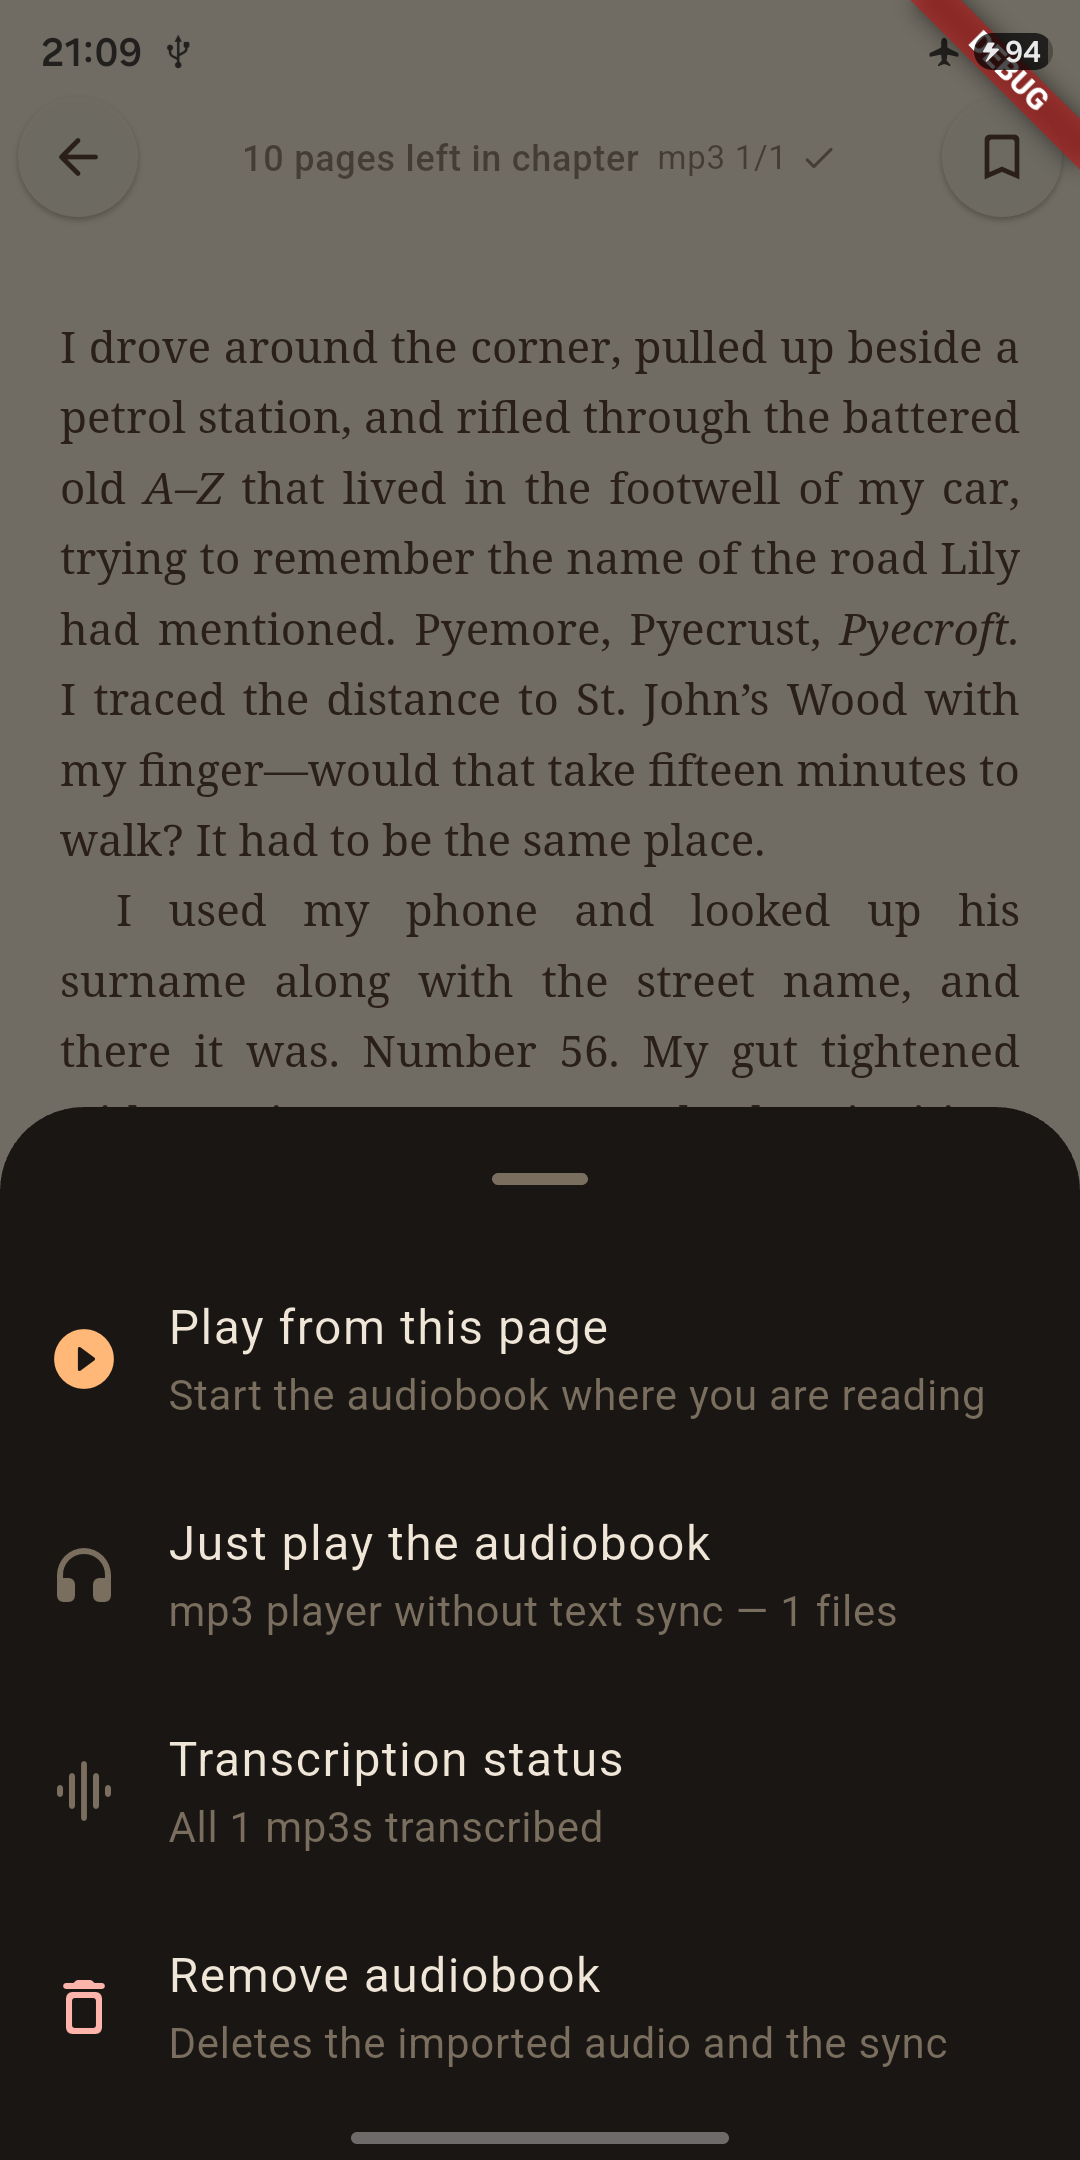 21:09
94
DEBUG
10 pages left in chapter mp3 1/1
I drove around the corner, pulled up beside a
petrol station, and rifled through the battered
old A–Z that lived in the footwell of my car,
trying to remember the name of the road Lily
had mentioned. Pyemore, Pyecrust, Pyecroft.
I traced the distance to St. John’s Wood with
my finger—would that take fifteen minutes to
walk? It had to be the same place.
I used my phone and looked up his
surname along with the street name, and
there it was. Number 56. My gut tightened
Play from this page
Start the audiobook where you are reading
Just play the audiobook
mp3 player without text sync — 1 files
Transcription status
All 1 mp3s transcribed
Remove audiobook
Deletes the imported audio and the sync